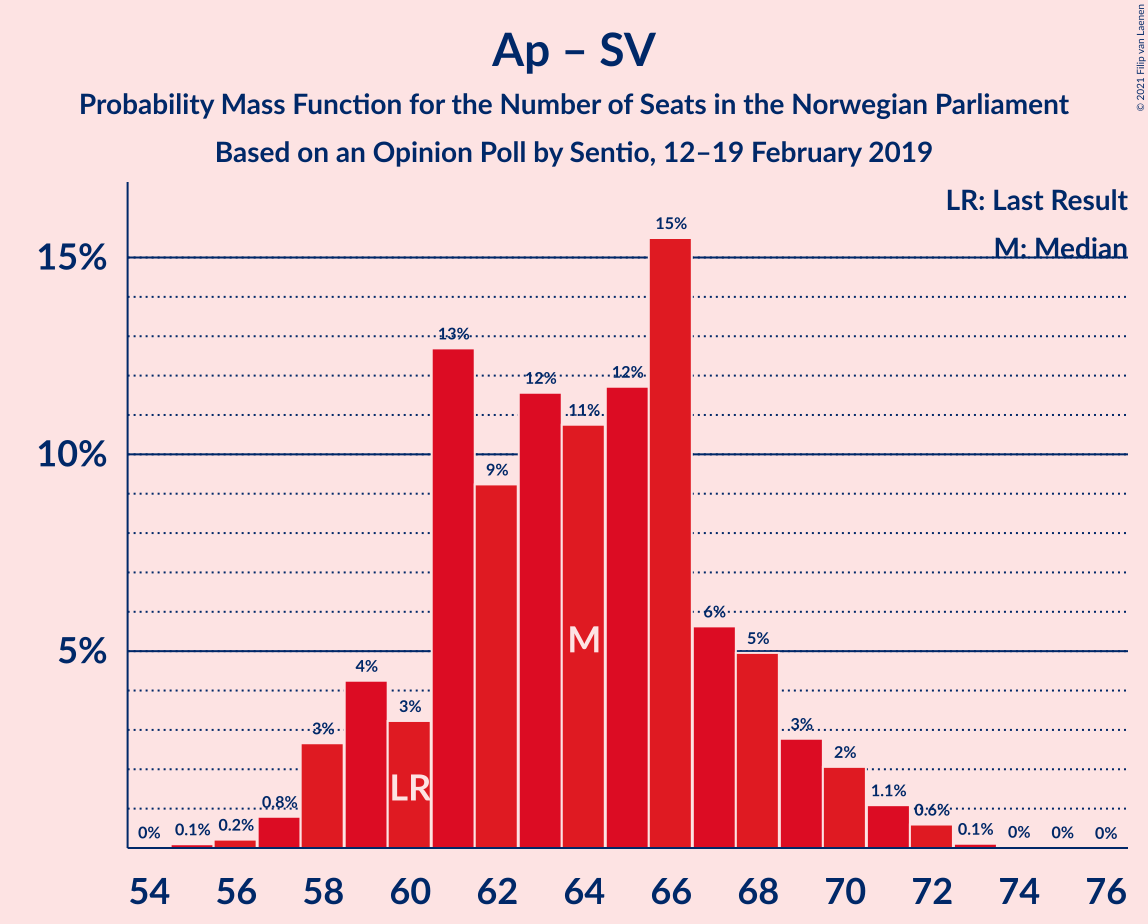 Ap – SV
Probability Mass Function for the Number of Seats in the Norwegian Parliament
Based on an Opinion Poll by Sentio, 12–19 February 2019
© 2021 Filip van Laenen
LR: Last Result
M: Median
15%
10%
5%
0%
0.1%
0.2%
0.8%
3%
4%
3%
13%
9%
12%
11%
12%
15%
6%
5%
3%
2%
1.1%
0.6%
0.1%
0%
0%
0%
LR
M
54 56 58 60 62 64 66 68 70 72 74 76